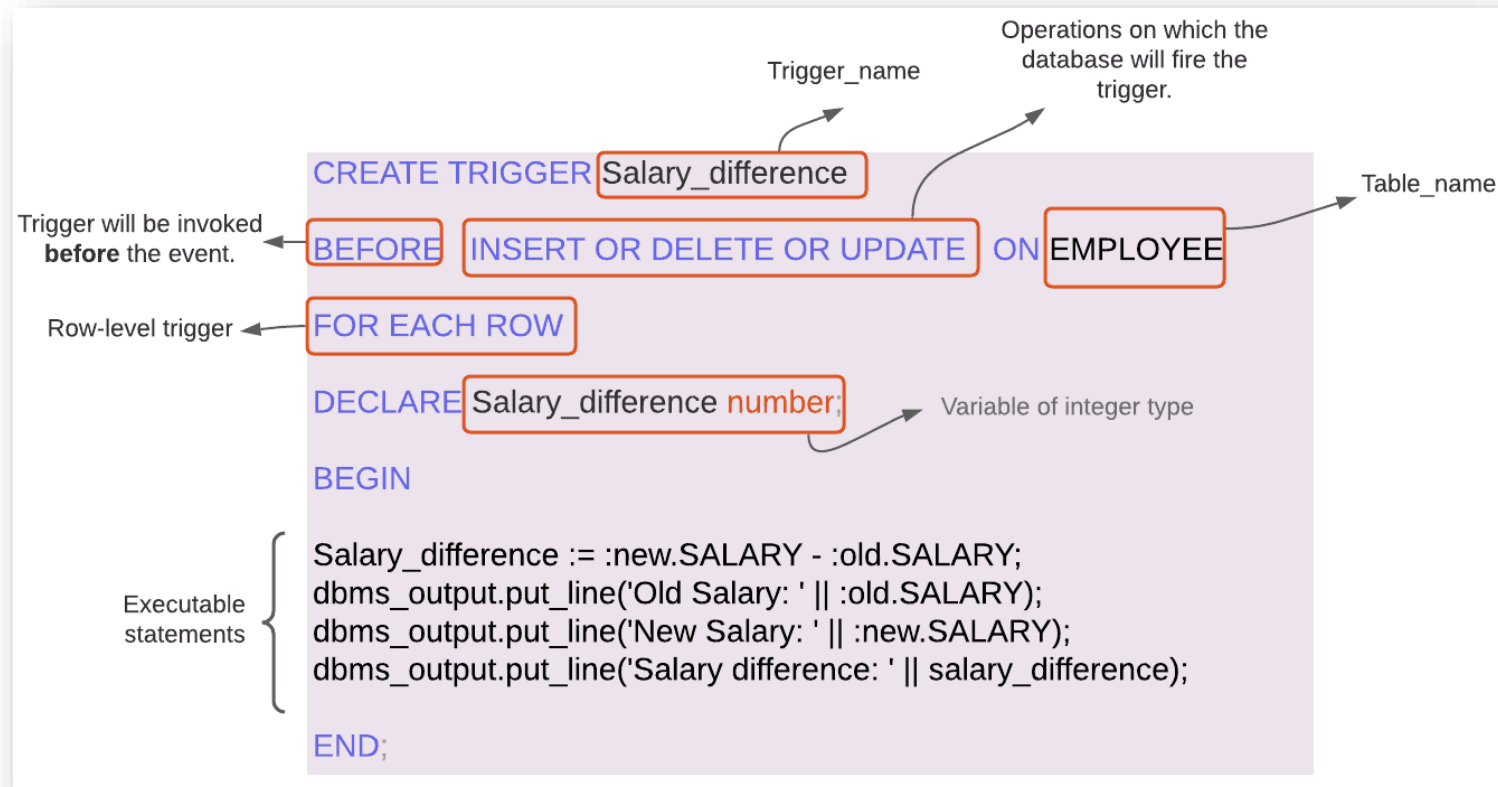 Operations on which the
database will fire the
trigger.
Trigger_name
CREATE TRIGGER Salary_difference
Table_name
Trigger will be invoked
before the event.
BEFORE INSERT OR DELETE OR UPDATE ON EMPLOYEE
Row-level trigger
FOR EACH ROW
DECLARE Salary_difference number;
Variable of integer type
BEGIN
Executable
statements
Salary_difference := :new.SALARY - :old.SALARY;
dbms_output.put_line('Old Salary: ' || :old.SALARY);
dbms_output.put_line('New Salary: ' || :new.SALARY);
dbms_output.put_line('Salary difference: ' || salary_difference);
END;